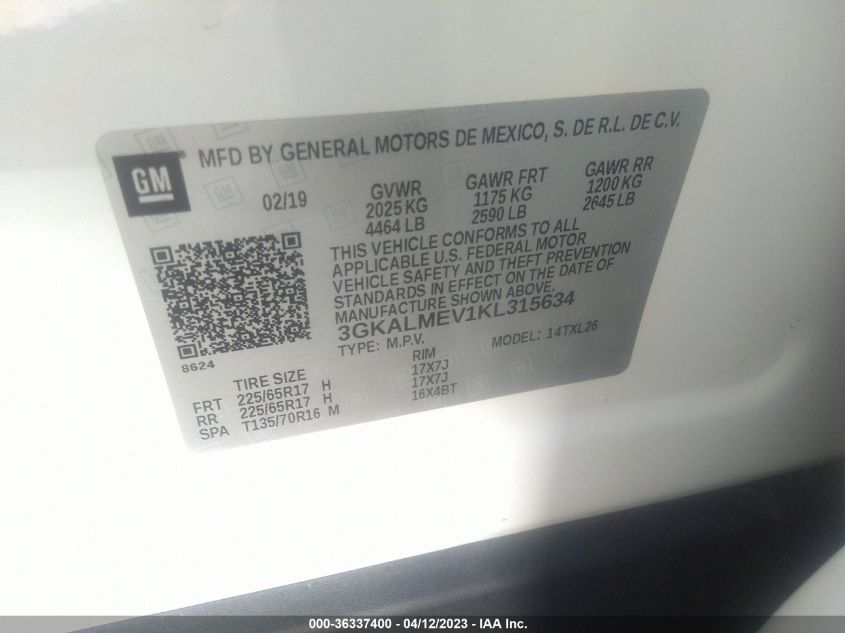 GM
MFD BY GENERAL MOTORS DE MEXICO, S. DE R.L. DE C.V.
02/19
GVWR GAWR FRT GAWR RR
2025 KG 1175 KG 1200 KG
4464 LB 2590 LB 2645 LB
THIS VEHICLE CONFORMS TO ALL
APPLICABLE U.S. FEDERAL MOTOR
VEHICLE SAFETY AND THEFT PREVENTION
STANDARDS IN EFFECT ON THE DATE OF
MANUFACTURE SHOWN ABOVE.
3GKALMEV1KL315634
TYPE: M.P.V. MODEL: 14TXL26
8624
TIRE SIZE RIM
FRT 225/65R17 H 17X7J
RR 225/65R17 H 17X7J
SPA T135/70R16 M 16X4BT
000-36337400 - 04/12/2023 - IAA Inc.